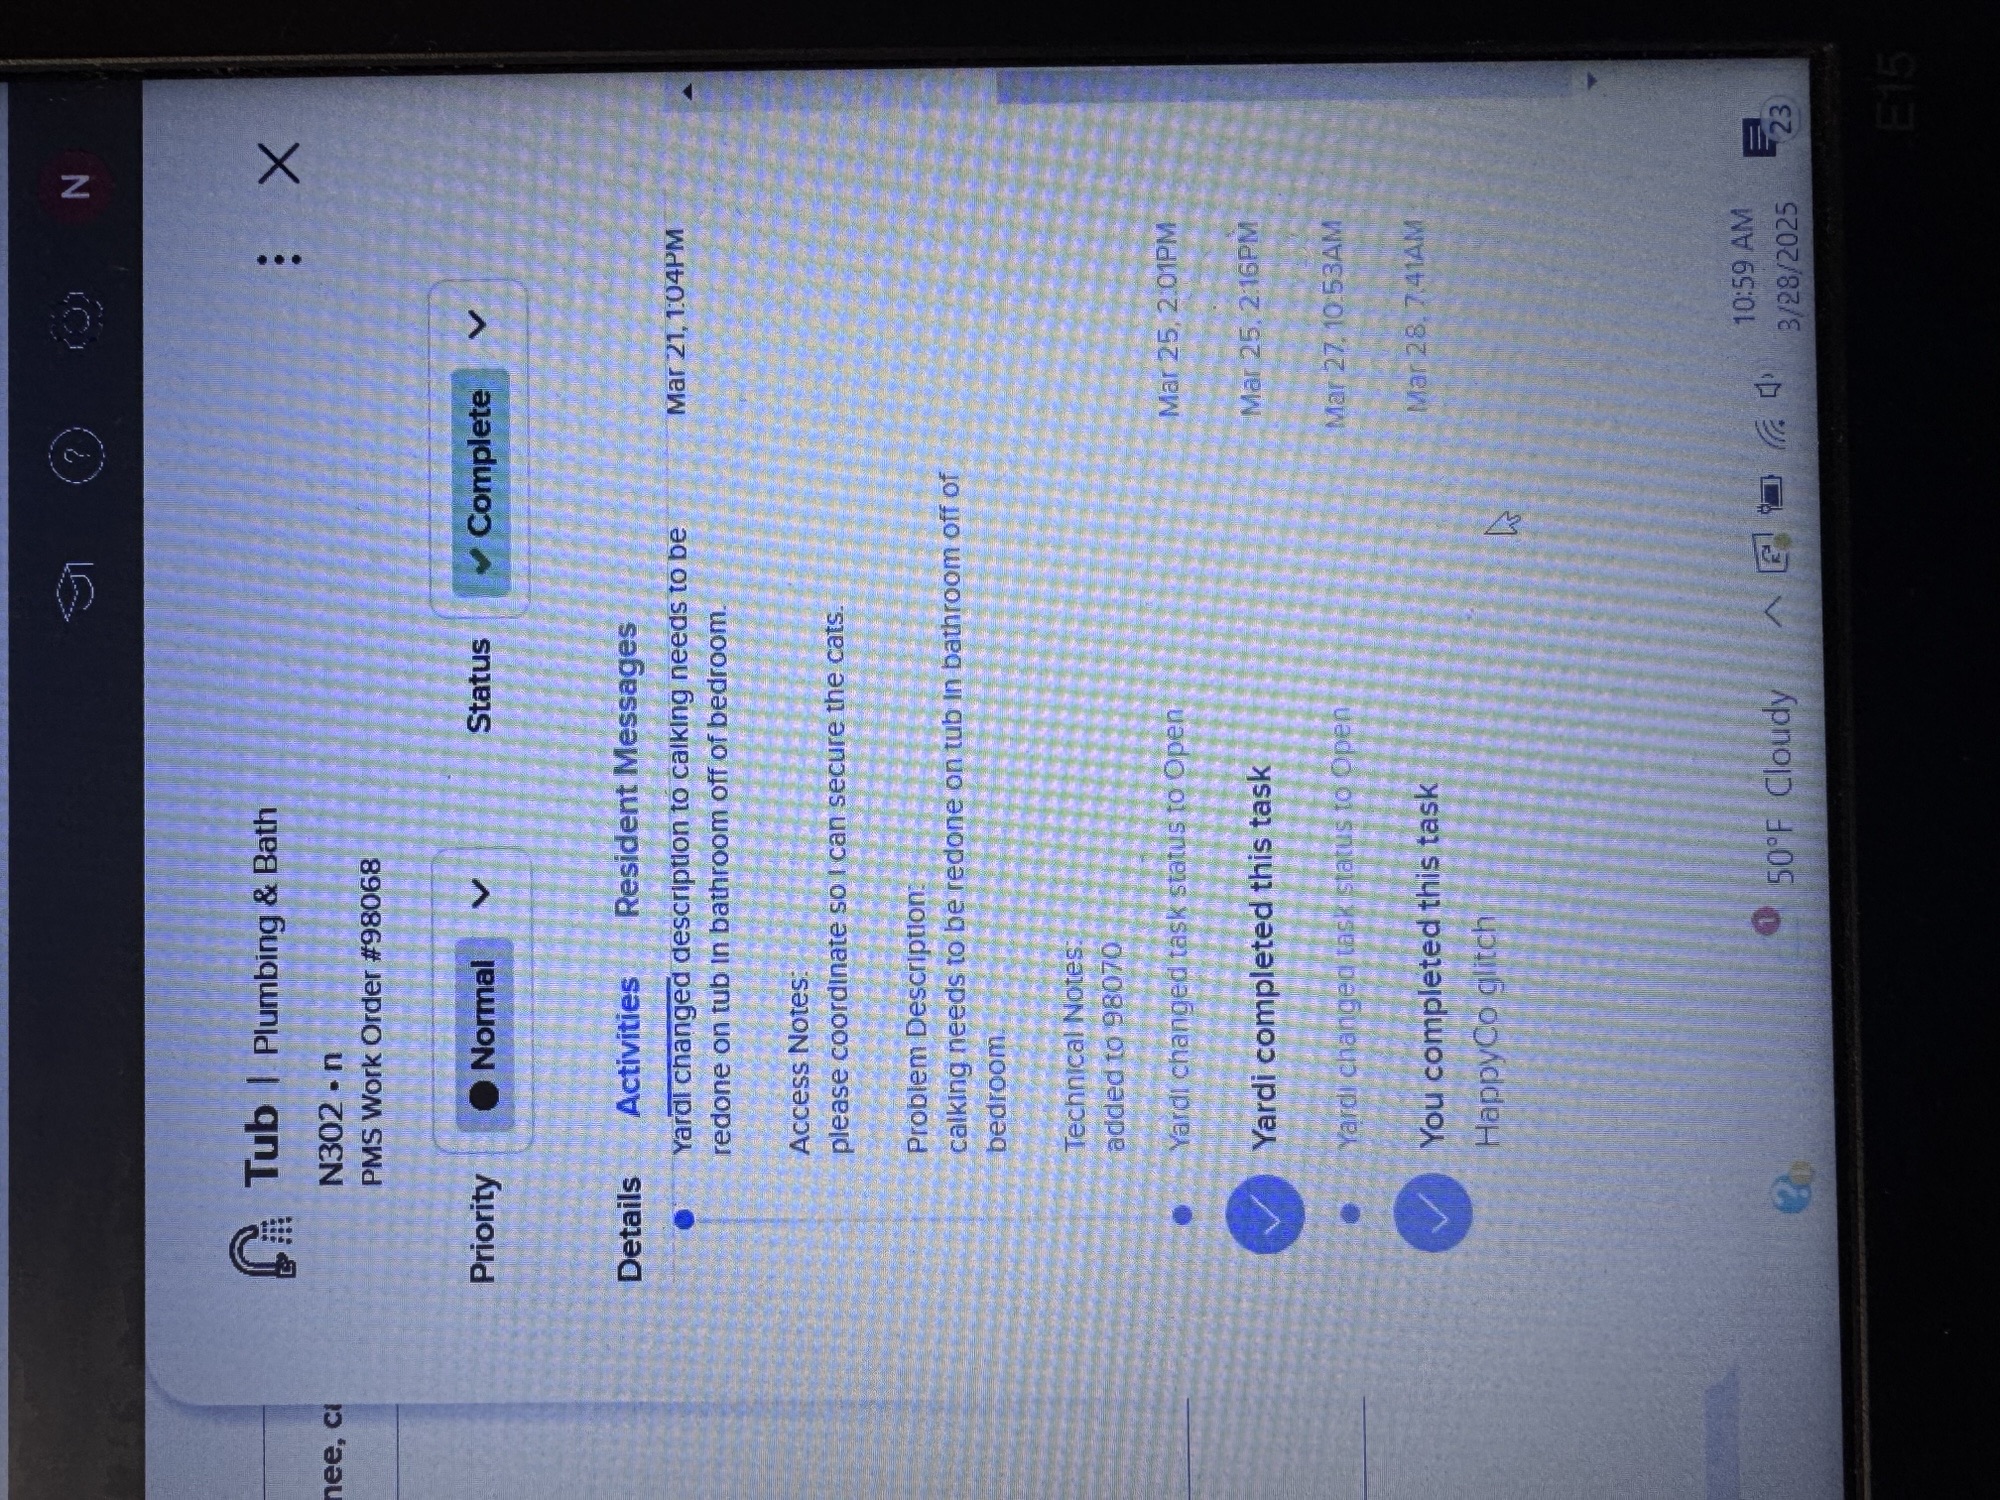 N
nee, ca
Tub | Plumbing & Bath
N302 • n
PMS Work Order #98068
Priority Normal Status Complete
Details Activities Resident Messages
Yardi changed description to calking needs to be Mar 21, 1:04PM
redone on tub in bathroom off of bedroom.
Access Notes:
please coordinate so I can secure the cats.
Problem Description:
calking needs to be redone on tub in bathroom off of
bedroom.
Technical Notes:
added to 98070
Yardi changed task status to Open Mar 25, 2:01PM
Yardi completed this task Mar 25, 2:16PM
Yardi changed task status to Open Mar 27, 10:53AM
You completed this task Mar 28, 7:41AM
HappyCo glitch
1 50°F Cloudy
10:59 AM
3/28/2025
23
E15